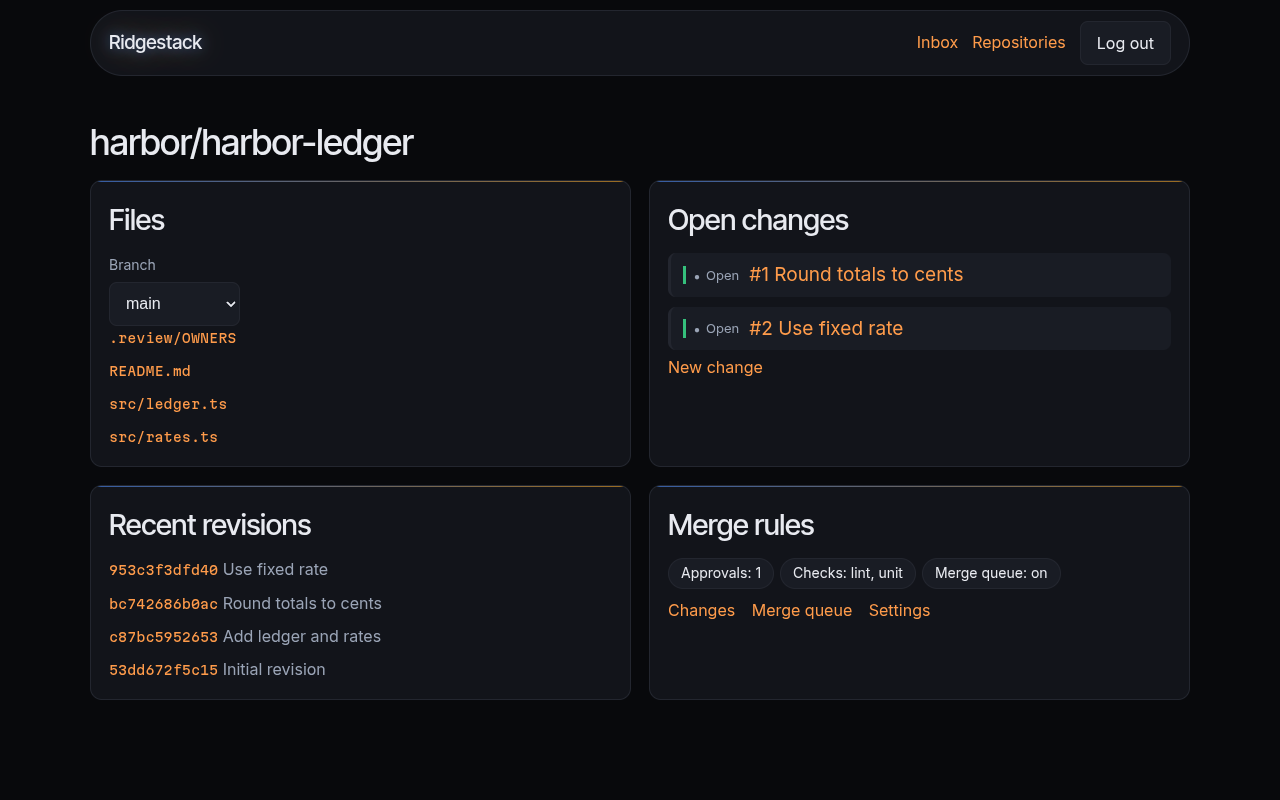 Ridgestack
Inbox Repositories Log out
harbor/harbor-ledger
Files
Branch
main
.review/OWNERS
README.md
src/ledger.ts
src/rates.ts
Open changes
• Open #1 Round totals to cents
• Open #2 Use fixed rate
New change
Recent revisions
953c3f3dfd40 Use fixed rate
bc742686b0ac Round totals to cents
c87bc5952653 Add ledger and rates
53dd672f5c15 Initial revision
Merge rules
Approvals: 1 Checks: lint, unit Merge queue: on
Changes Merge queue Settings